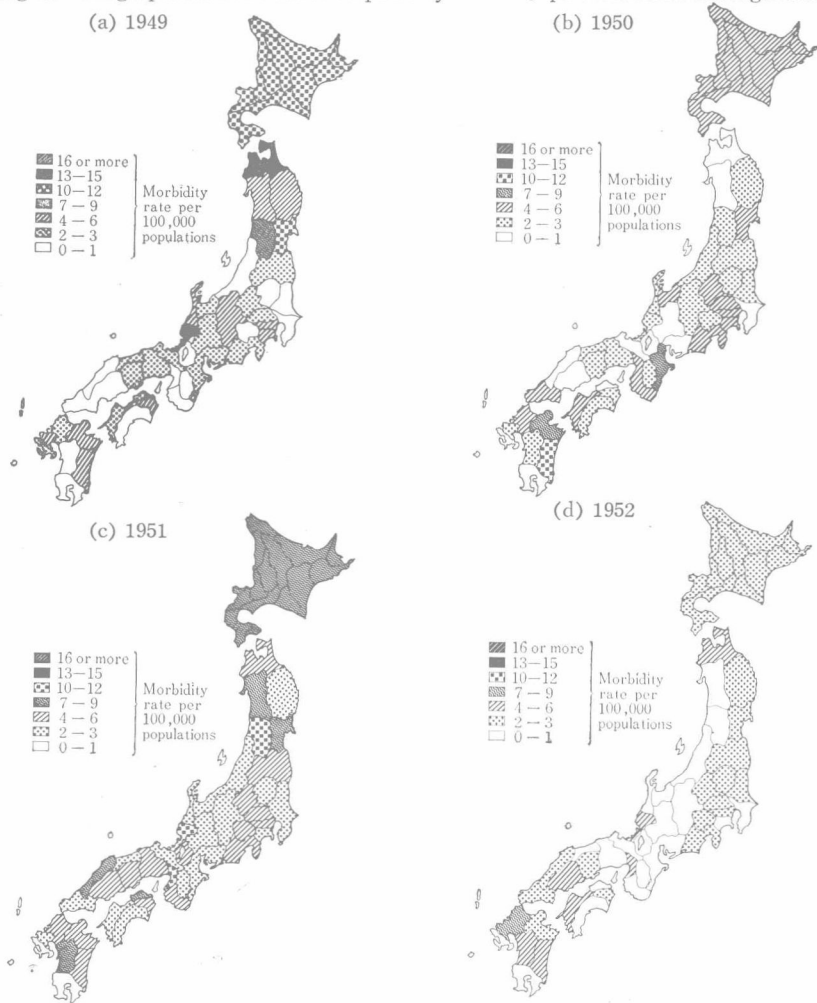 (a) 1949
16 or more
13—15
10—12
7 — 9
4 — 6
2 — 3
0 — 1
Morbidity
rate per
100,000
populations
(b) 1950
16 or more
13—15
10—12
7 — 9
4 — 6
2 — 3
0 — 1
Morbidity
rate per
100,000
populations
(c) 1951
16 or more
13—15
10—12
7 — 9
4 — 6
2 — 3
0 — 1
Morbidity
rate per
100,000
populations
(d) 1952
16 or more
13—15
10—12
7 — 9
4 — 6
2 — 3
0 — 1
Morbidity
rate per
100,000
populations